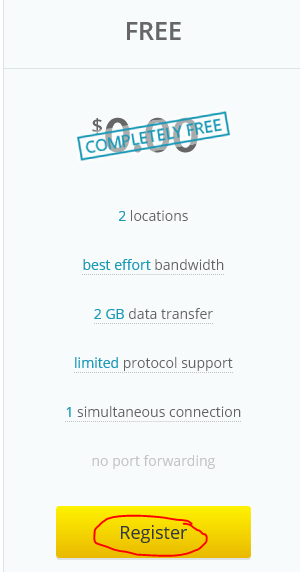 FREE
$0.00
COMPLETELY FREE
2 locations
best effort bandwidth
2 GB data transfer
limited protocol support
1 simultaneous connection
no port forwarding
Register